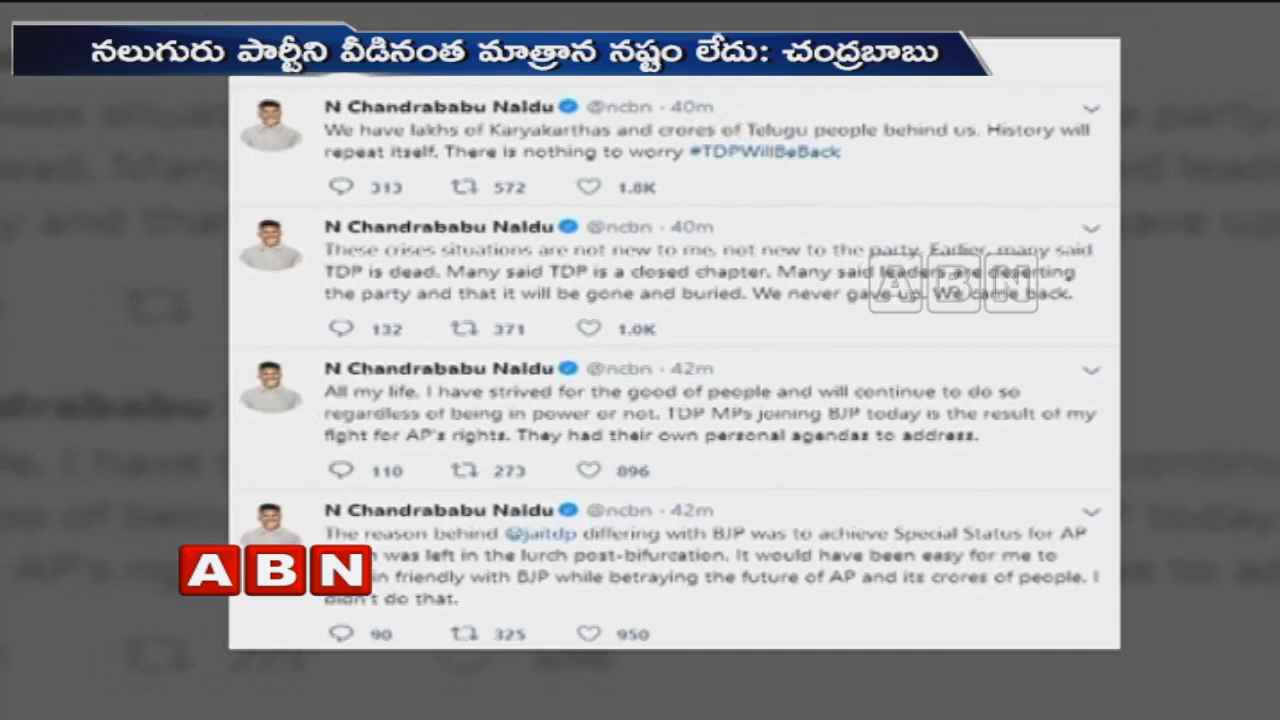 నలుగురు పార్టీని వీడినంత మాత్రాన నష్టం లేదు: చంద్రబాబు
N Chandrababu Naidu @ncbn · 40m
We have lakhs of Karyakarthas and crores of Telugu people behind us. History will
repeat itself. There is nothing to worry #TDPWillBeBack
313 572 1.8K
N Chandrababu Naidu @ncbn · 40m
These crises situations are not new to me, not new to the party. Earlier, many said
TDP is dead. Many said TDP is a closed chapter. Many said leaders are deserting
the party and that it will be gone and buried. We never gave up. We came back.
ABN
132 371 1.0K
N Chandrababu Naidu @ncbn · 42m
All my life, I have strived for the good of people and will continue to do so
regardless of being in power or not. TDP MPs joining BJP today is the result of my
fight for AP's rights. They had their own personal agendas to address.
110 273 896
N Chandrababu Naidu @ncbn · 42m
The reason behind @jaitdp differing with BJP was to achieve Special Status for AP
was left in the lurch post-bifurcation. It would have been easy for me to
in friendly with BJP while betraying the future of AP and its crores of people. I
didn't do that.
ABN
90 325 950